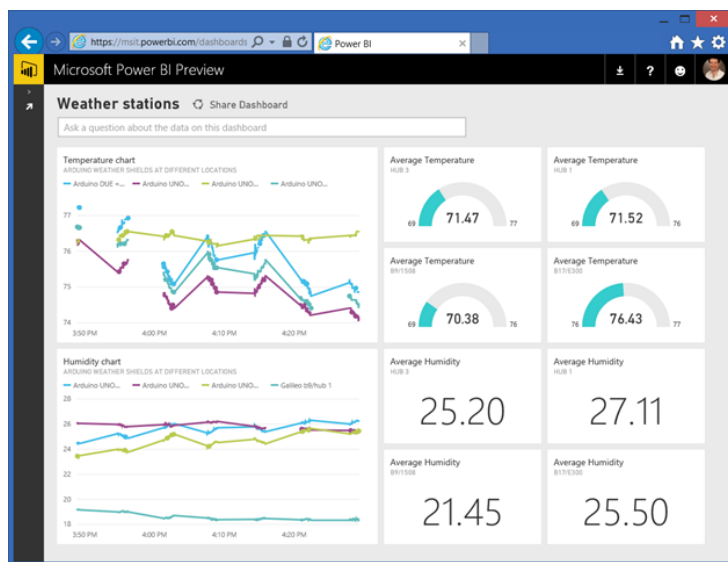 https://msit.powerbi.com/dashboards
Power BI
Microsoft Power BI Preview
Weather stations
Share Dashboard
Ask a question about the data on this dashboard
Temperature chart
ARDUINO WEATHER SHIELDS AT DIFFERENT LOCATIONS
Arduino DUE =... Arduino UNO... Arduino UNO... Arduino UNO...
77
76
75
74
3:50 PM 4:00 PM 4:10 PM 4:20 PM
Average Temperature
HUB 3
71.47
69 77
Average Temperature
HUB 1
71.52
69 76
Average Temperature
B9/1508
70.38
69 76
Average Temperature
B17/E300
76.43
76 77
Humidity chart
ARDUINO WEATHER SHIELDS AT DIFFERENT LOCATIONS
Arduino UNO... Arduino UNO... Arduino UNO... Galileo b9/hub 1
28
26
24
22
20
18
3:50 PM 4:00 PM 4:10 PM 4:20 PM
Average Humidity
HUB 3
25.20
Average Humidity
HUB 1
27.11
Average Humidity
B9/1508
21.45
Average Humidity
B17/E300
25.50